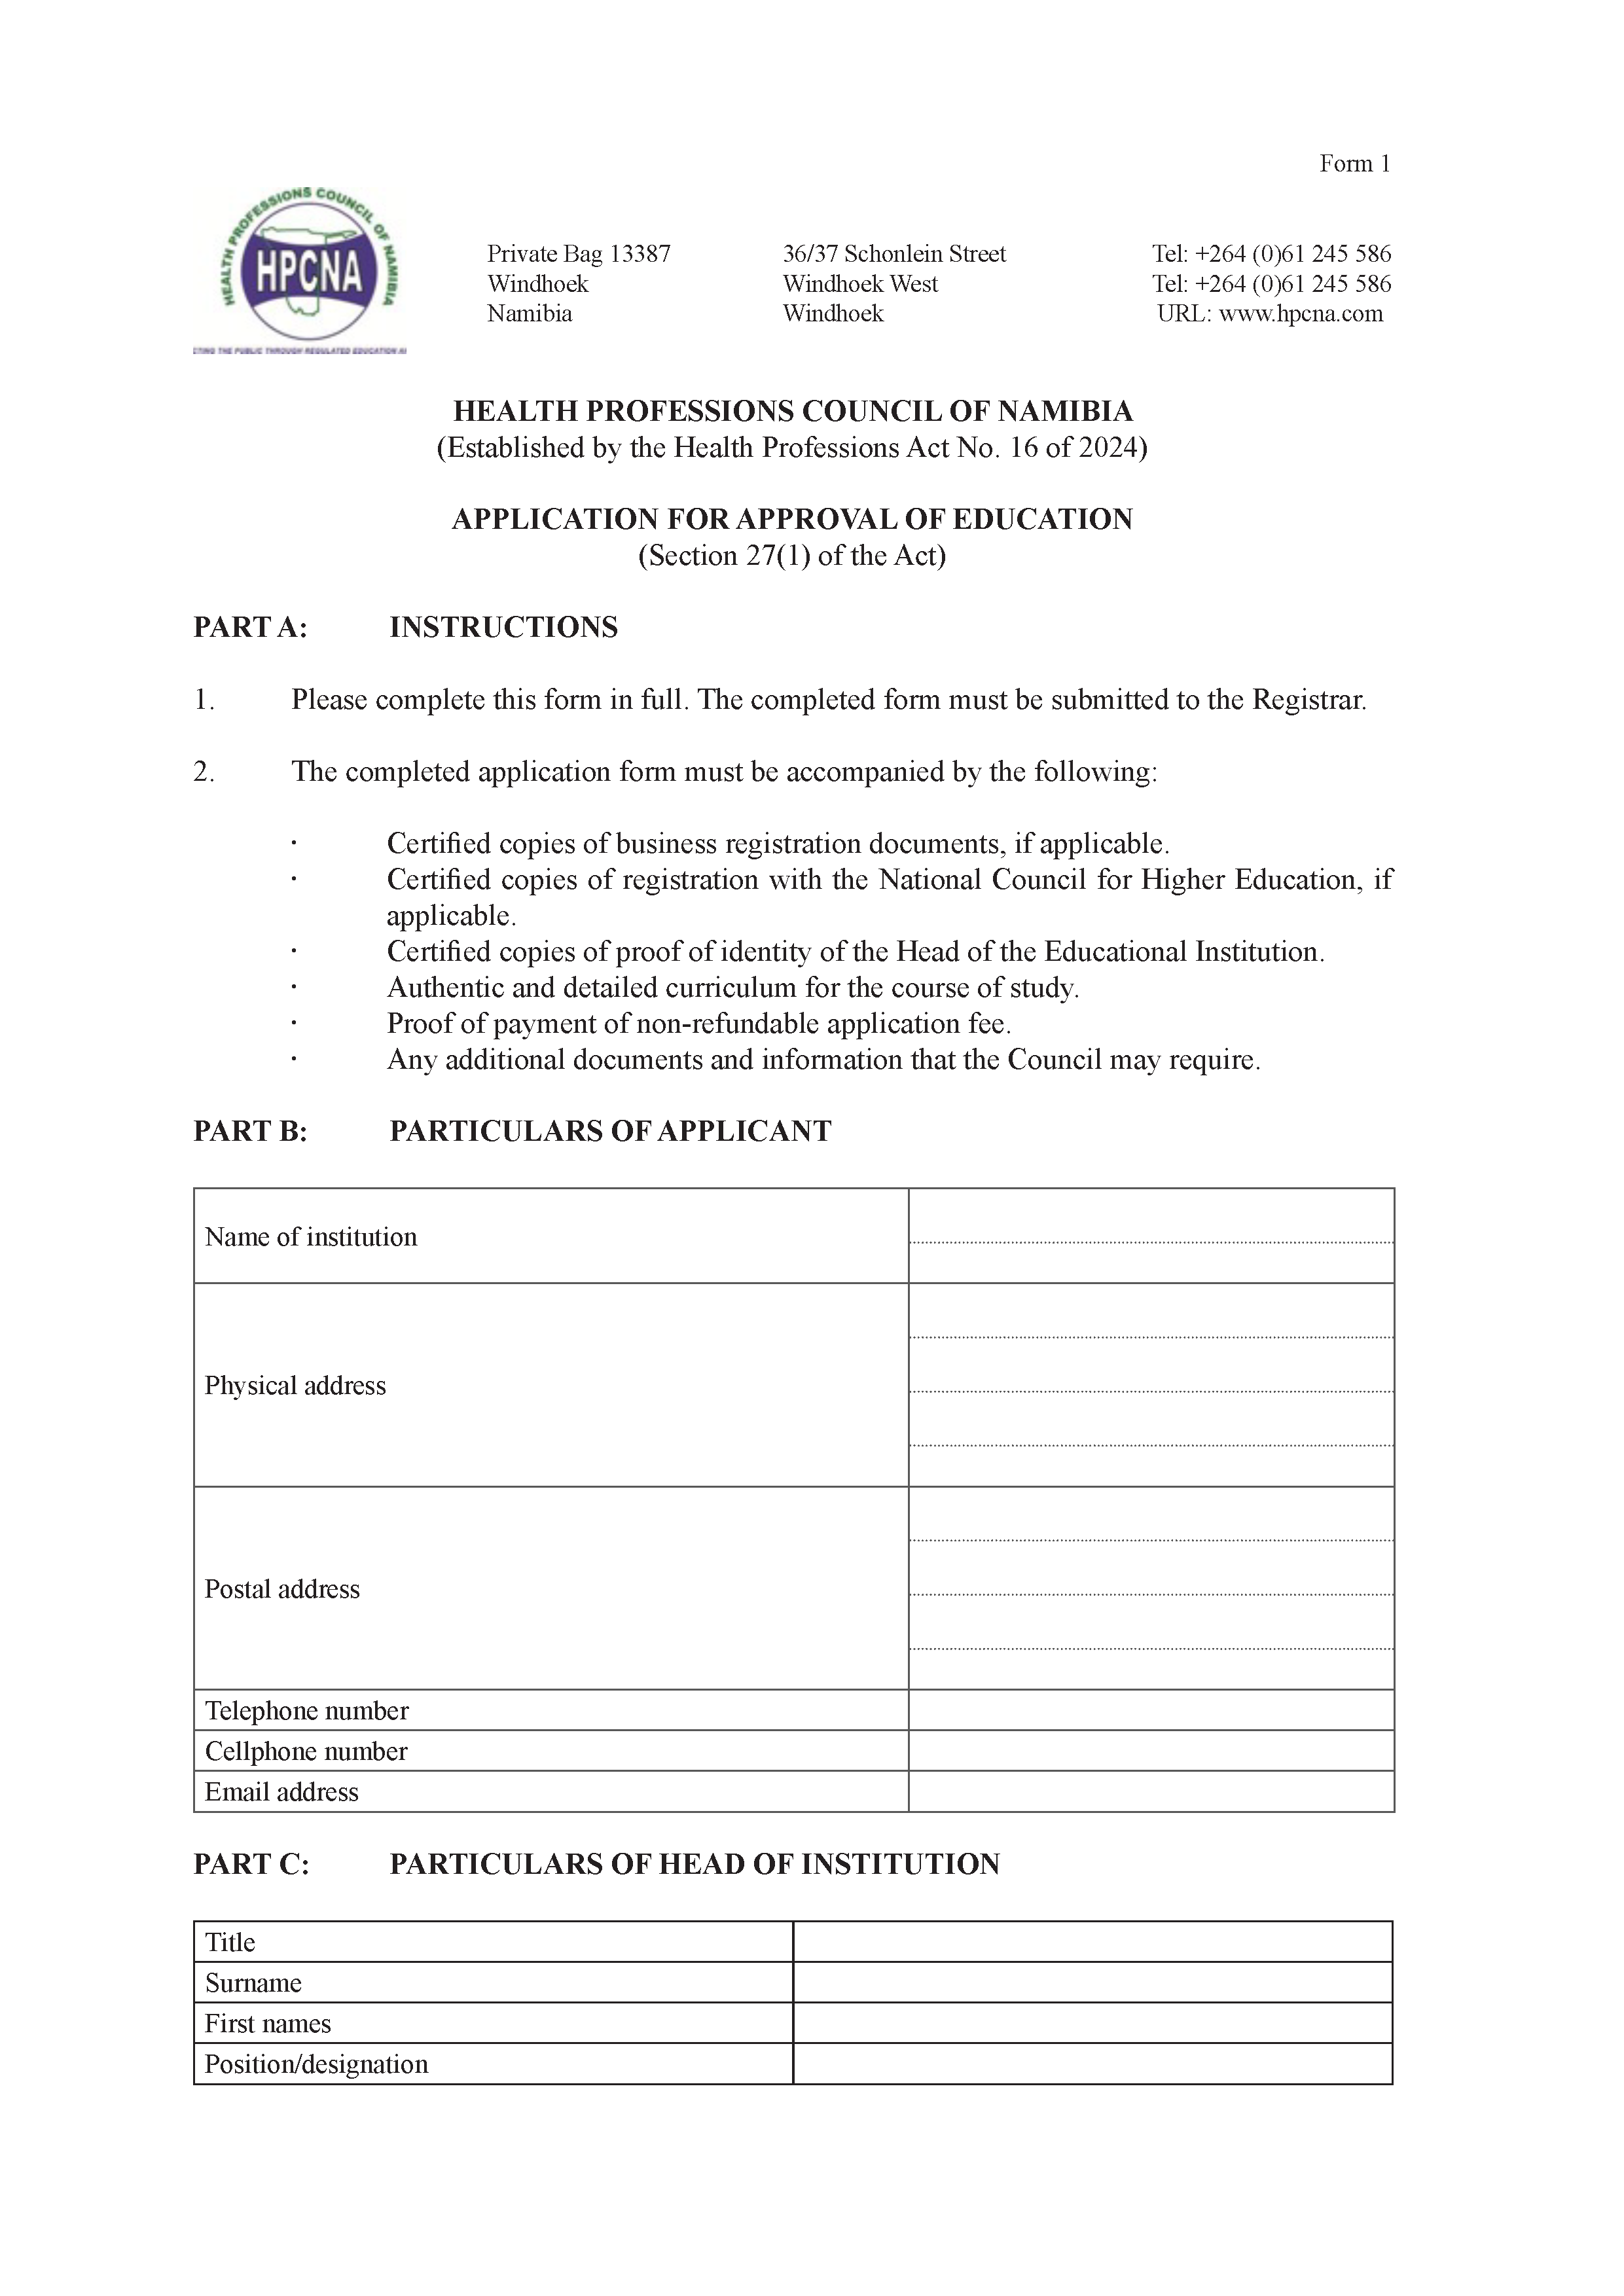 Form 1
HEALTH PROFESSIONS COUNCIL OF NAMIBIA
HPCNA
CTING THE PUBLIC THROUGH REGULATED EDUCATION AN
Private Bag 13387
Windhoek
Namibia
36/37 Schonlein Street
Windhoek West
Windhoek
Tel: +264 (0)61 245 586
Tel: +264 (0)61 245 586
URL: www.hpcna.com
HEALTH PROFESSIONS COUNCIL OF NAMIBIA
(Established by the Health Professions Act No. 16 of 2024)
APPLICATION FOR APPROVAL OF EDUCATION
(Section 27(1) of the Act)
PART A: INSTRUCTIONS
1. Please complete this form in full. The completed form must be submitted to the Registrar.
2. The completed application form must be accompanied by the following:
· Certified copies of business registration documents, if applicable.
· Certified copies of registration with the National Council for Higher Education, if
applicable.
· Certified copies of proof of identity of the Head of the Educational Institution.
· Authentic and detailed curriculum for the course of study.
· Proof of payment of non-refundable application fee.
· Any additional documents and information that the Council may require.
PART B: PARTICULARS OF APPLICANT
Name of institution
Physical address
Postal address
Telephone number
Cellphone number
Email address
PART C: PARTICULARS OF HEAD OF INSTITUTION
Title
Surname
First names
Position/designation